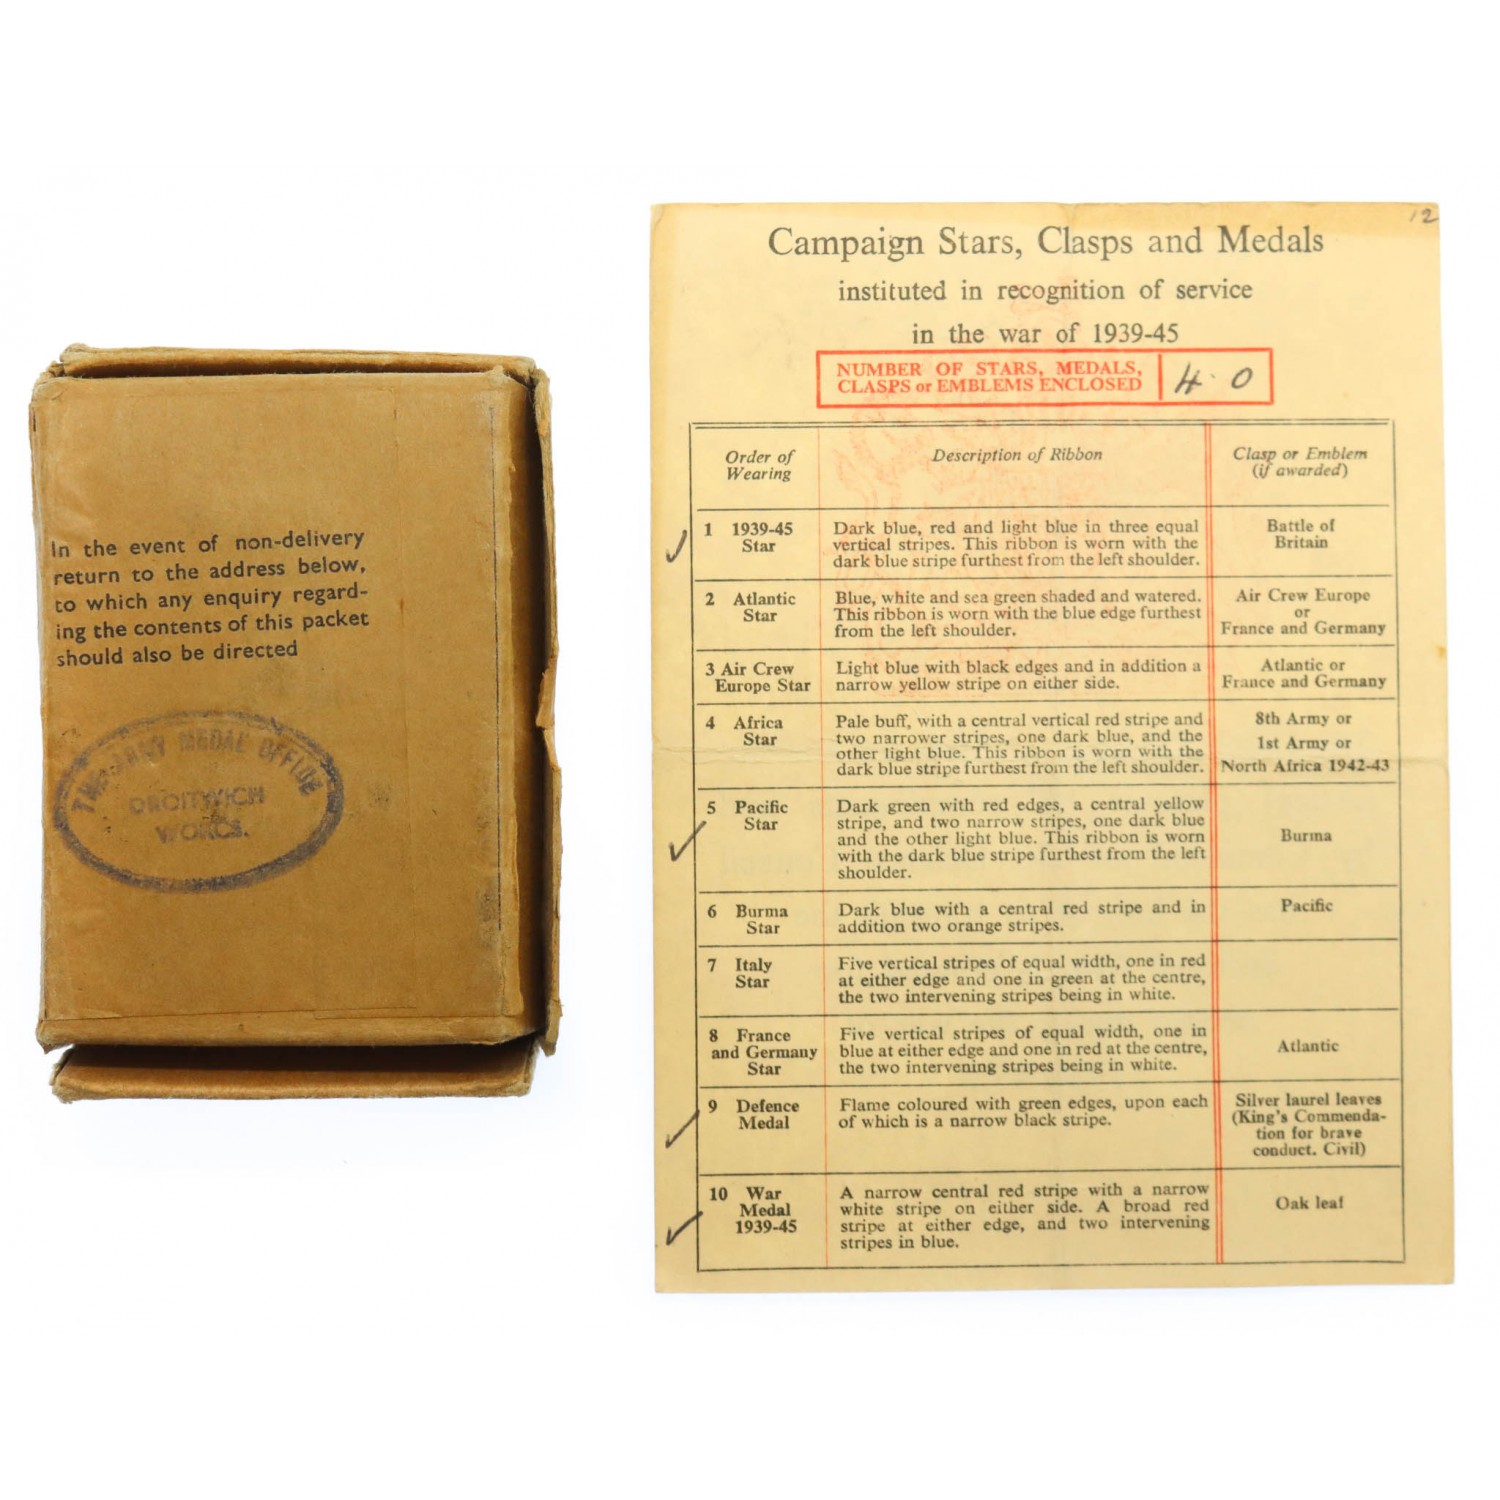 In the event of non-delivery
return to the address below,
to which any enquiry regard-
ing the contents of this packet
should also be directed
THE ARMY MEDAL OFFICE
DROITWICH
WORCS.
12
Campaign Stars, Clasps and Medals
instituted in recognition of service
in the war of 1939-45
NUMBER OF STARS, MEDALS,
CLASPS or EMBLEMS ENCLOSED
4 0
Order of
Wearing
Description of Ribbon
Clasp or Emblem
(if awarded)
1 1939-45
Star
Dark blue, red and light blue in three equal
vertical stripes. This ribbon is worn with the
dark blue stripe furthest from the left shoulder.
Battle of
Britain
2 Atlantic
Star
Blue, white and sea green shaded and watered.
This ribbon is worn with the blue edge furthest
from the left shoulder.
Air Crew Europe
or
France and Germany
3 Air Crew
Europe Star
Light blue with black edges and in addition a
narrow yellow stripe on either side.
Atlantic or
France and Germany
4 Africa
Star
Pale buff, with a central vertical red stripe and
two narrower stripes, one dark blue, and the
other light blue. This ribbon is worn with the
dark blue stripe furthest from the left shoulder.
8th Army or
1st Army or
North Africa 1942-43
5 Pacific
Star
Dark green with red edges, a central yellow
stripe, and two narrow stripes, one dark blue
and the other light blue. This ribbon is worn
with the dark blue stripe furthest from the left
shoulder.
Burma
6 Burma
Star
Dark blue with a central red stripe and in
addition two orange stripes.
Pacific
7 Italy
Star
Five vertical stripes of equal width, one in red
at either edge and one in green at the centre,
the two intervening stripes being in white.
8 France
and Germany
Star
Five vertical stripes of equal width, one in
blue at either edge and one in red at the centre,
the two intervening stripes being in white.
Atlantic
9 Defence
Medal
Flame coloured with green edges, upon each
of which is a narrow black stripe.
Silver laurel leaves
(King's Commenda-
tion for brave
conduct. Civil)
10 War
Medal
1939-45
A narrow central red stripe with a narrow
white stripe on either side. A broad red
stripe at either edge, and two intervening
stripes in blue.
Oak leaf